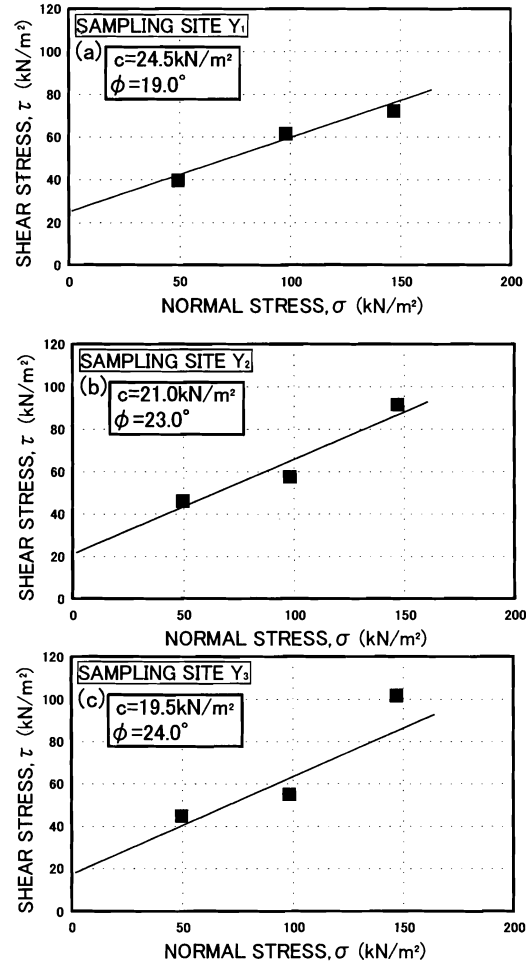 SAMPLING SITE Y₁
(a)
c=24.5kN/m²
ϕ=19.0°
SHEAR STRESS, τ (kN/m²)
120
100
80
60
40
20
0
0 50 100 150 200
NORMAL STRESS, σ (kN/m²)
SAMPLING SITE Y₂
(b)
c=21.0kN/m²
ϕ=23.0°
SHEAR STRESS, τ (kN/m²)
120
100
80
60
40
20
0
0 50 100 150 200
NORMAL STRESS, σ (kN/m²)
SAMPLING SITE Y₃
(c)
c=19.5kN/m²
ϕ=24.0°
SHEAR STRESS, τ (kN/m²)
120
100
80
60
40
20
0
0 50 100 150 200
NORMAL STRESS, σ (kN/m²)